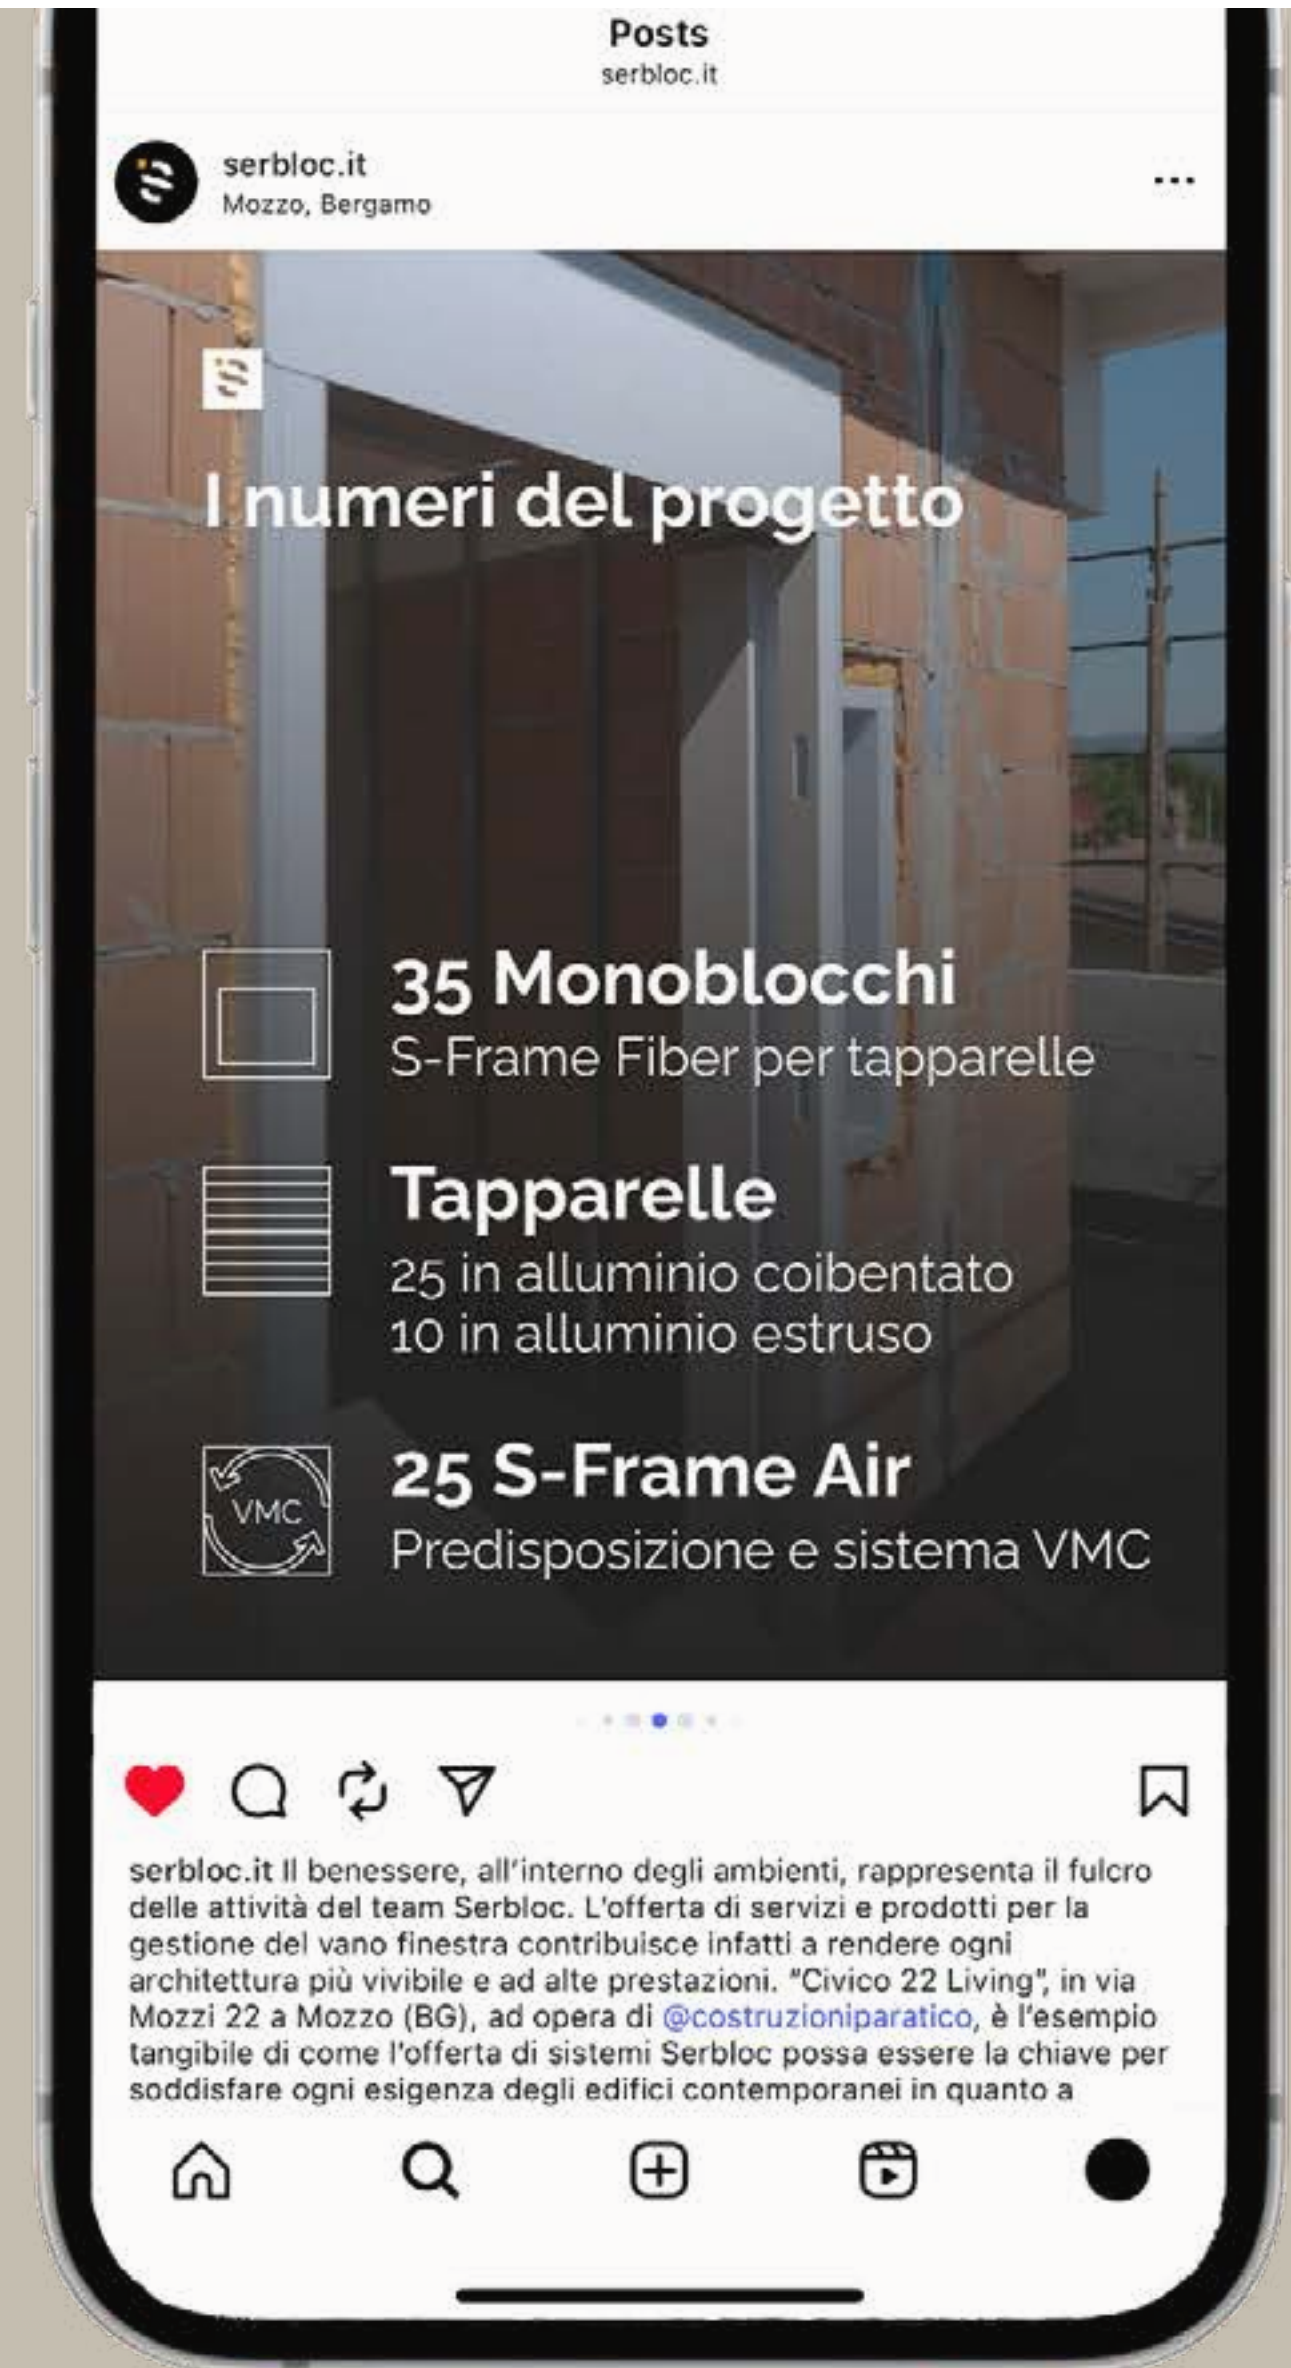 Posts
serbloc.it
serbloc.it
Mozzo, Bergamo
I numeri del progetto
35 Monoblocchi
S-Frame Fiber per tapparelle
Tapparelle
25 in alluminio coibentato
10 in alluminio estruso
VMC
25 S-Frame Air
Predisposizione e sistema VMC
serbloc.it Il benessere, all'interno degli ambienti, rappresenta il fulcro
delle attività del team Serbloc. L'offerta di servizi e prodotti per la
gestione del vano finestra contribuisce infatti a rendere ogni
architettura più vivibile e ad alte prestazioni. "Civico 22 Living", in via
Mozzi 22 a Mozzo (BG), ad opera di @costruzioniparatico, è l'esempio
tangibile di come l'offerta di sistemi Serbloc possa essere la chiave per
soddisfare ogni esigenza degli edifici contemporanei in quanto a